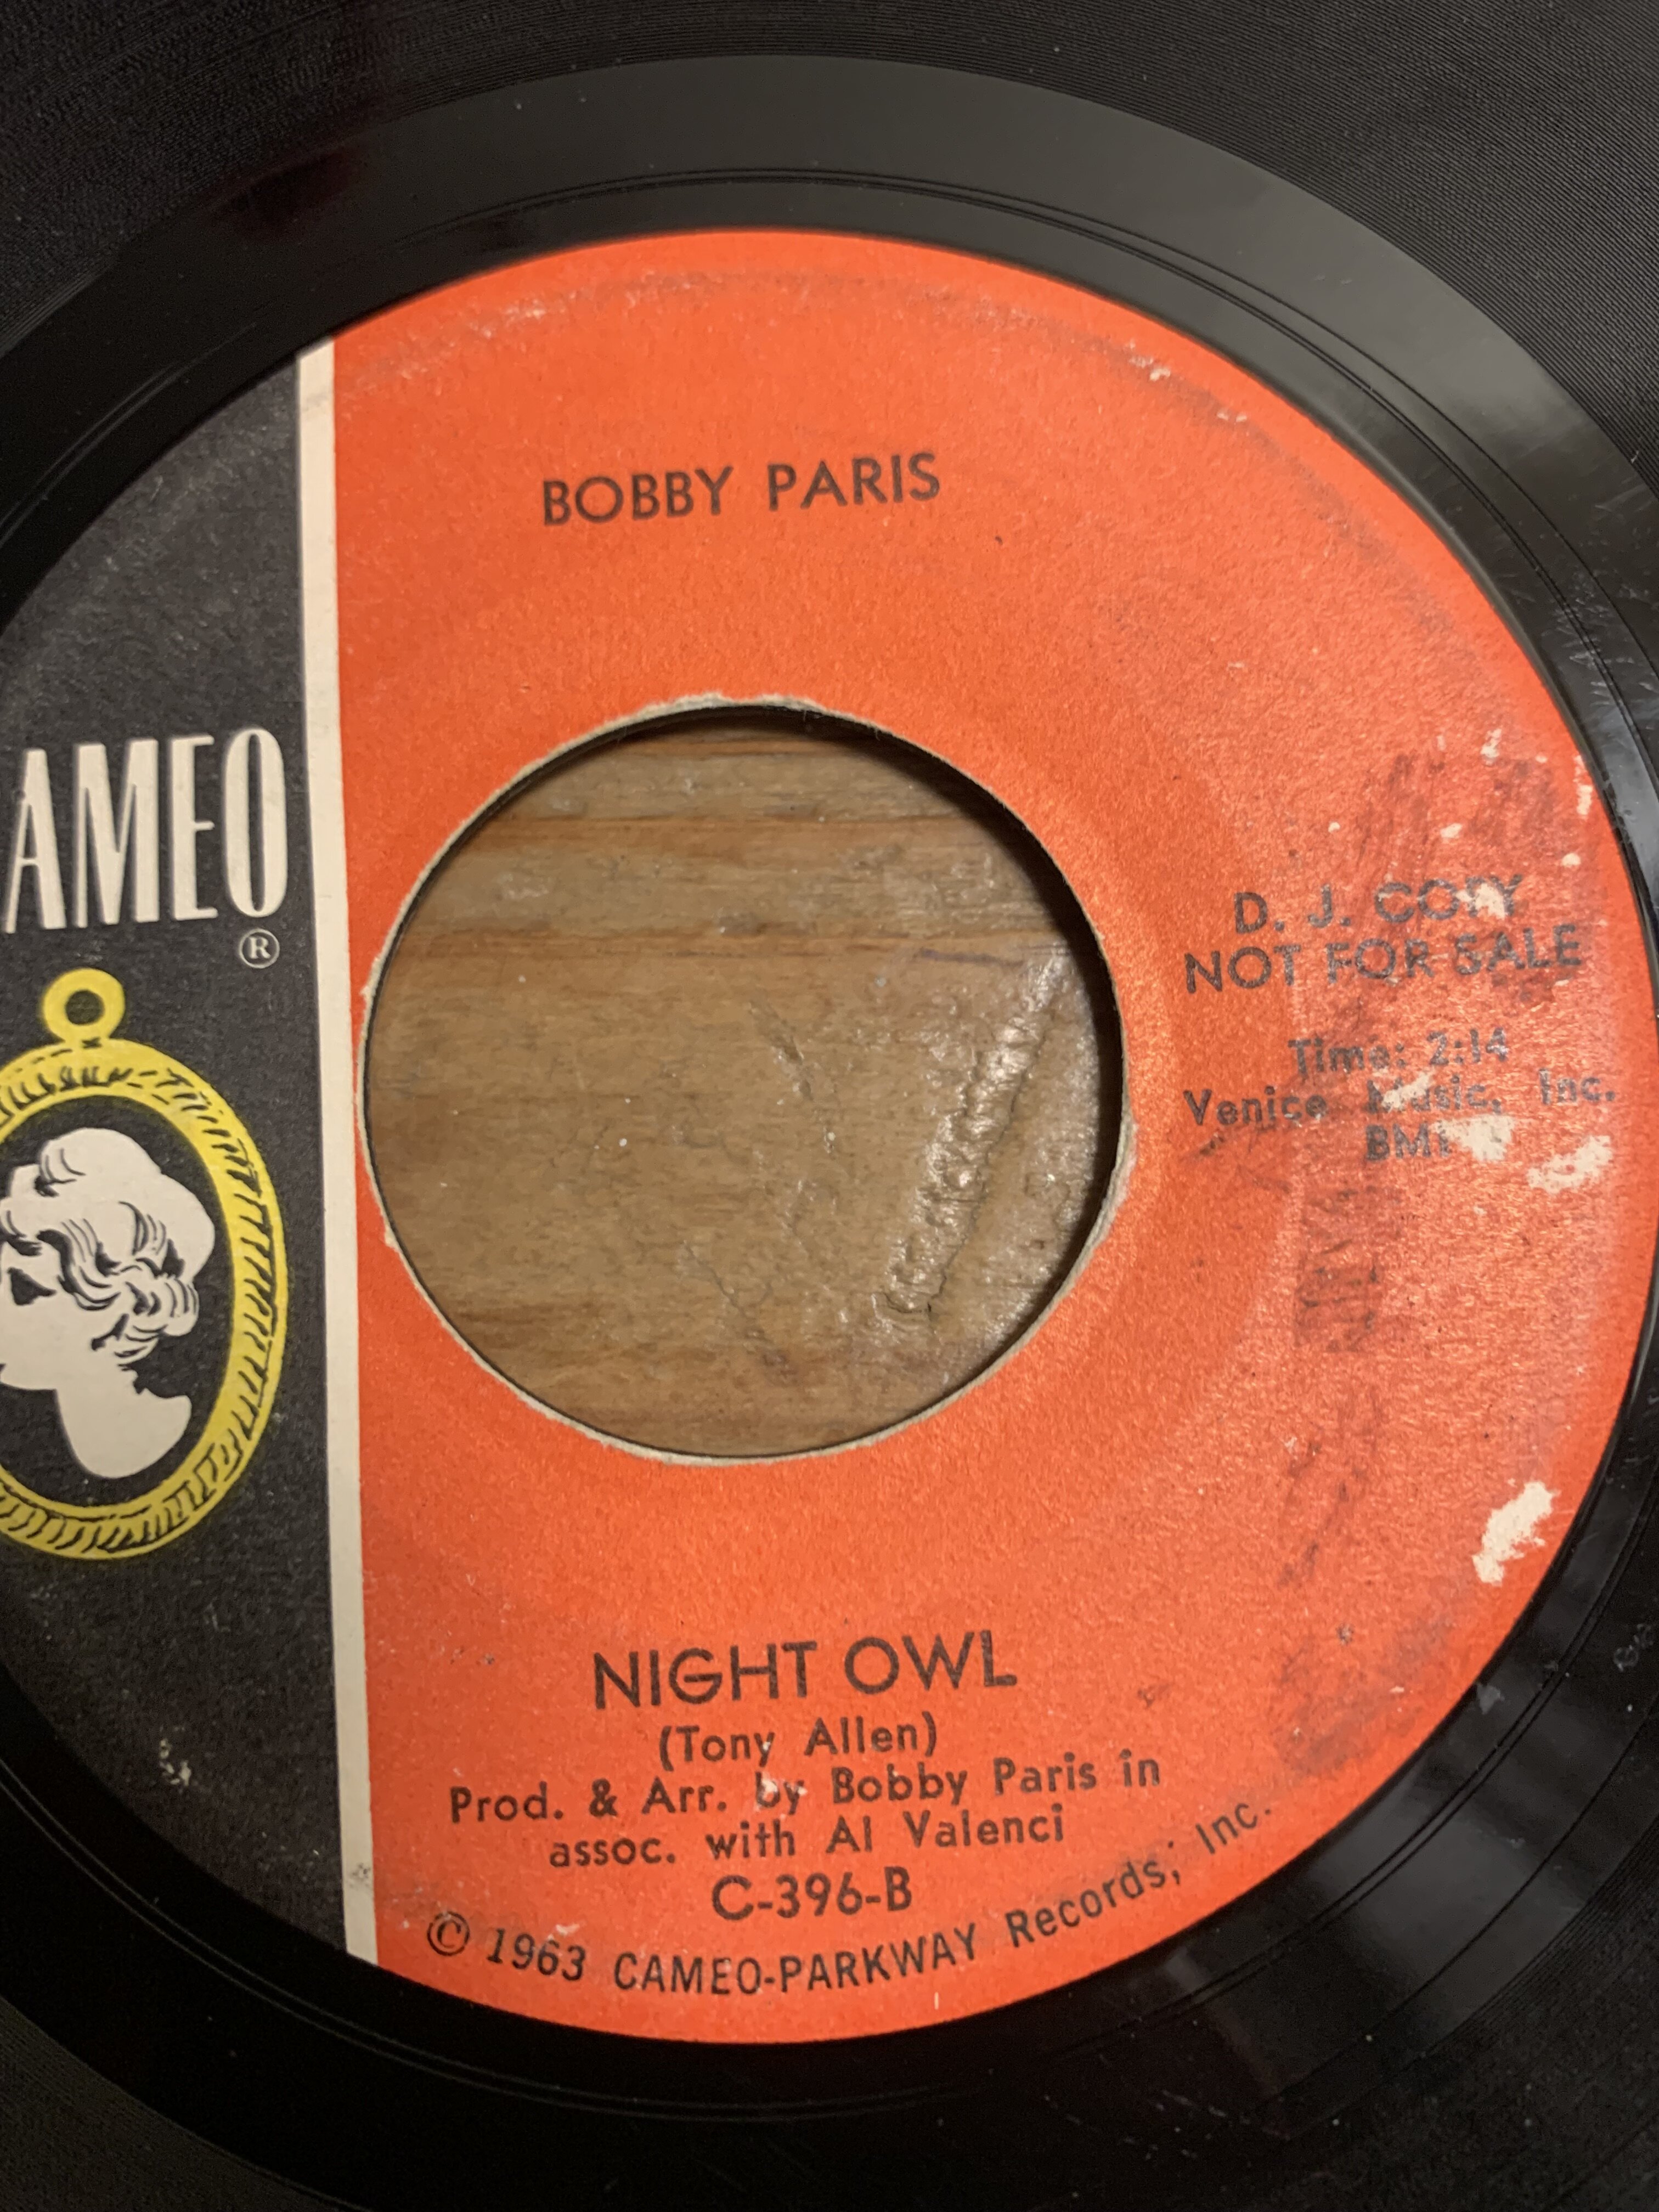 BOBBY PARIS
AMEO
®
D. J. COPY
NOT FOR SALE
Time: 2:14
Venice Music, Inc.
BMI
NIGHT OWL
(Tony Allen)
Prod. & Arr. by Bobby Paris in
assoc. with Al Valenci
C-396-B
© 1963 CAMEO-PARKWAY Records, Inc.